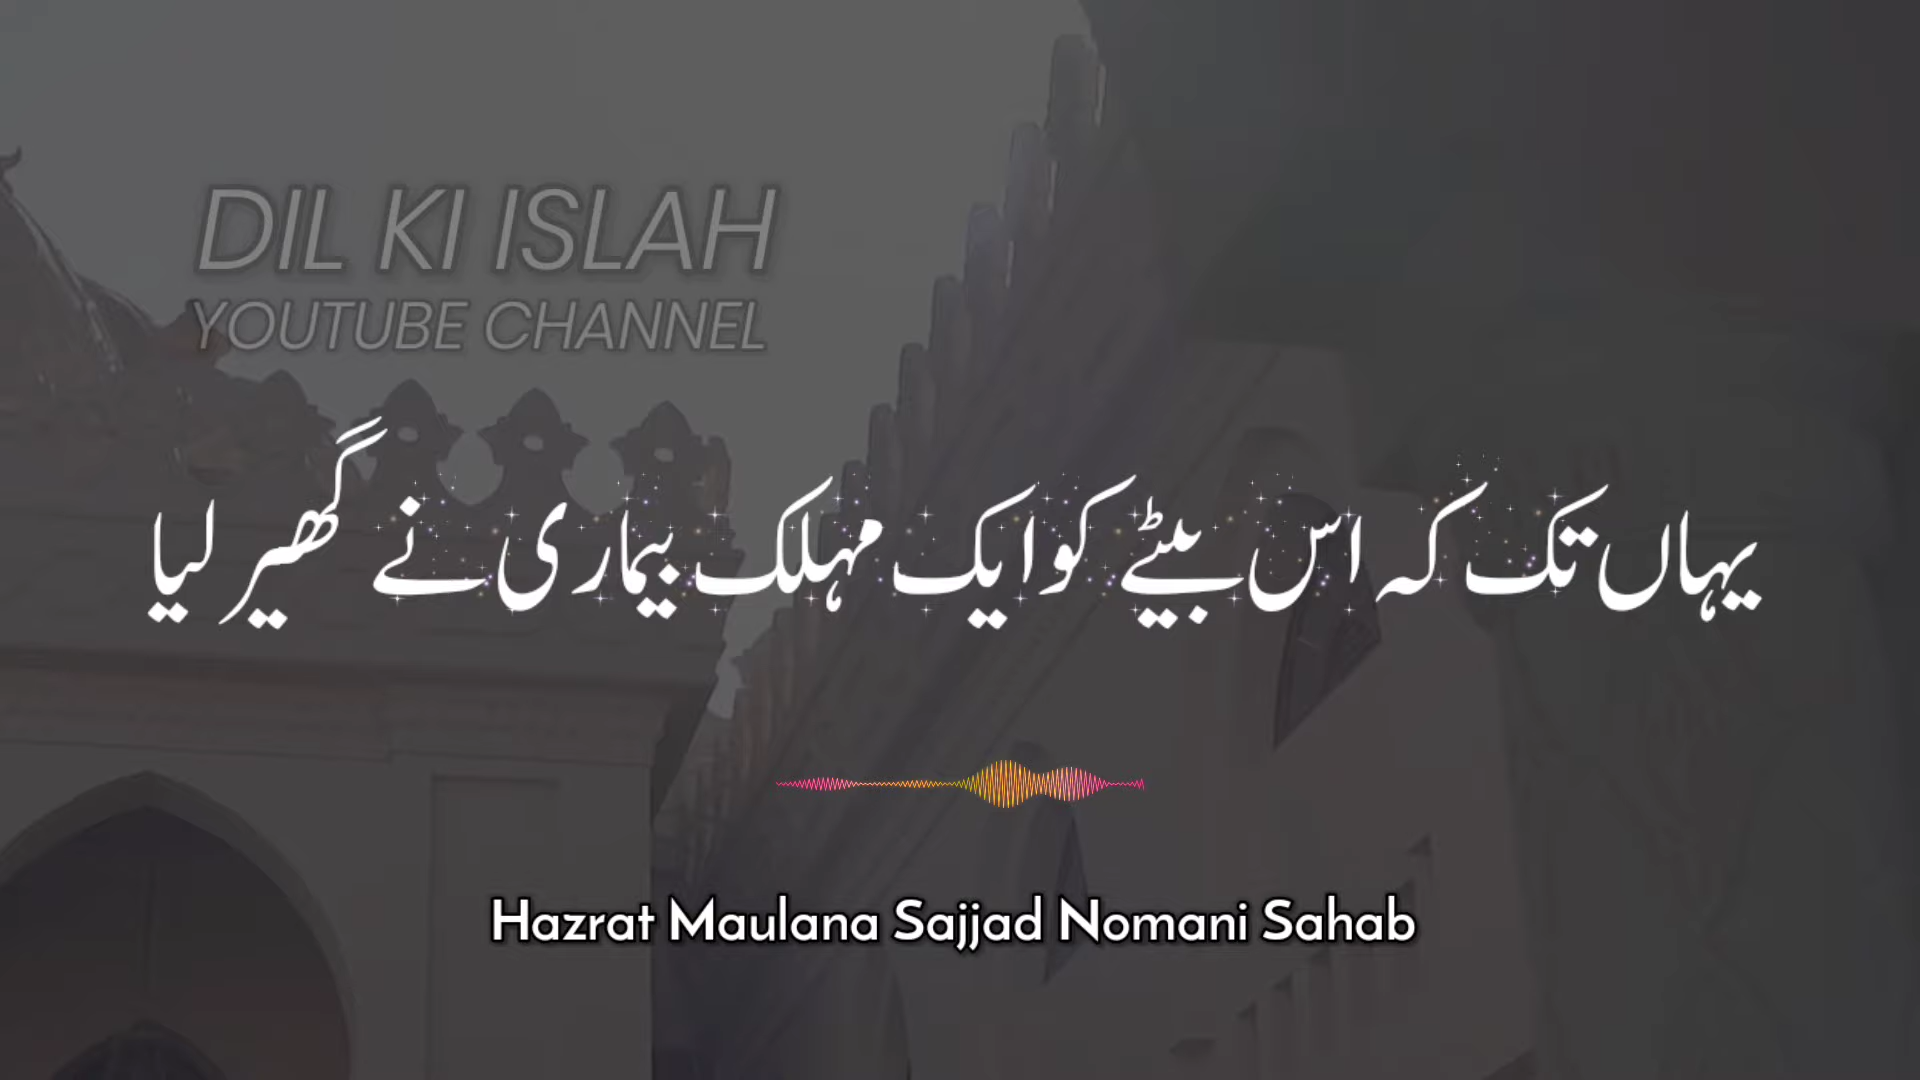 DIL KI ISLAH
YOUTUBE CHANNEL
یہاں تک کہ اس بیٹے کو ایک مہلک بیماری نے گھیر لیا
Hazrat Maulana Sajjad Nomani Sahab